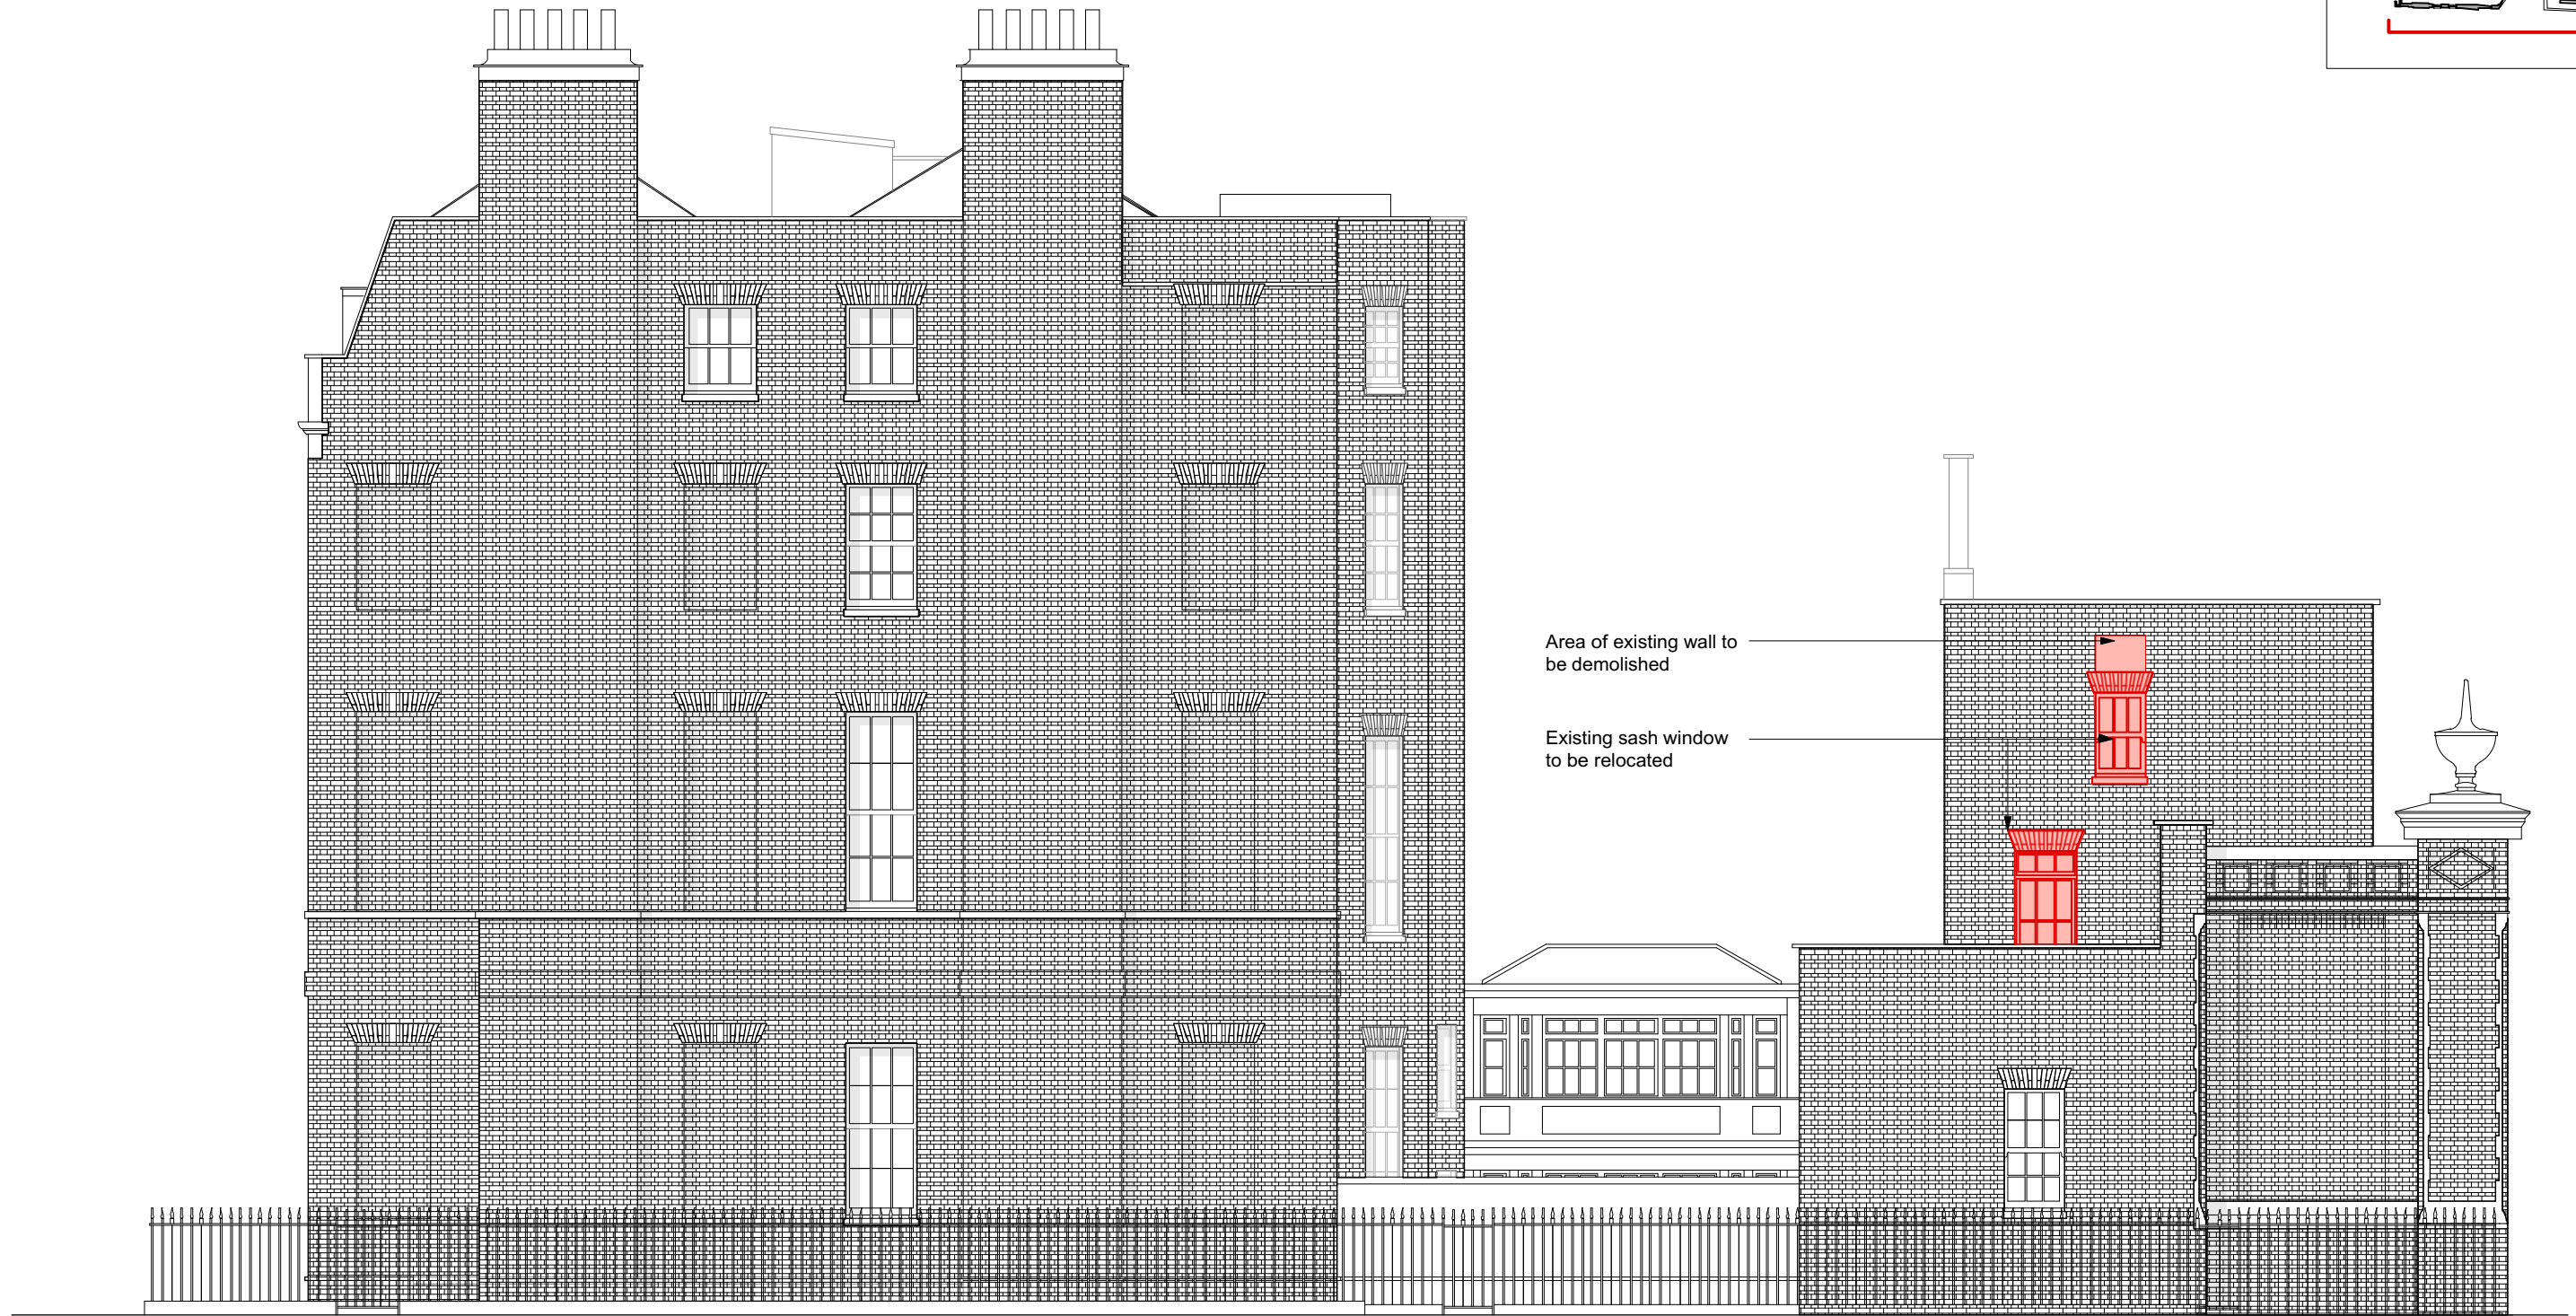 Area of existing wall to
be demolished
Existing sash window
to be relocated